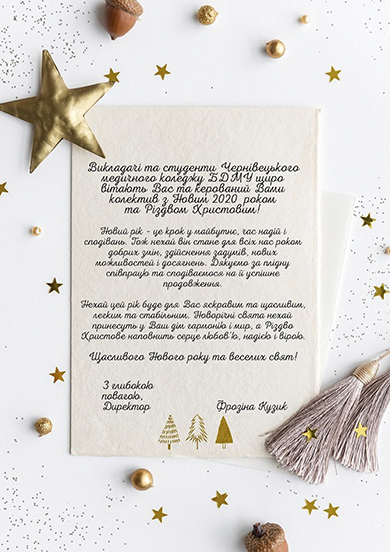 Викладачі та студенти Чернівецького
медичного коледжу БДМУ щиро
вітають Вас та керований Вами
колектив з Новим 2020 роком
та Різдвом Христовим!
Новий рік - це крок у майбутнє, час надій і
сподівань. Тож нехай він стане для всіх нас роком
добрих змін, здійснення задумів, нових
можливостей і досягнень. Дякуємо за плідну
співпрацю та сподіваємося на її успішне
продовження.
Нехай цей рік буде для Вас яскравим та щасливим,
легким та стабільним. Новорічні свята нехай
принесуть у Ваш дім гармонію і мир, а Різдво
Христове наповнить серце любов'ю, надією і вірою.
Щасливого Нового року та веселих свят!
З глибокою
повагою,
Директор Фрозіна Кузик